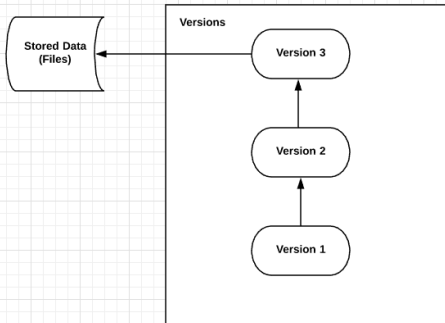 Versions
Stored Data
(Files)
Version 3
Version 2
Version 1